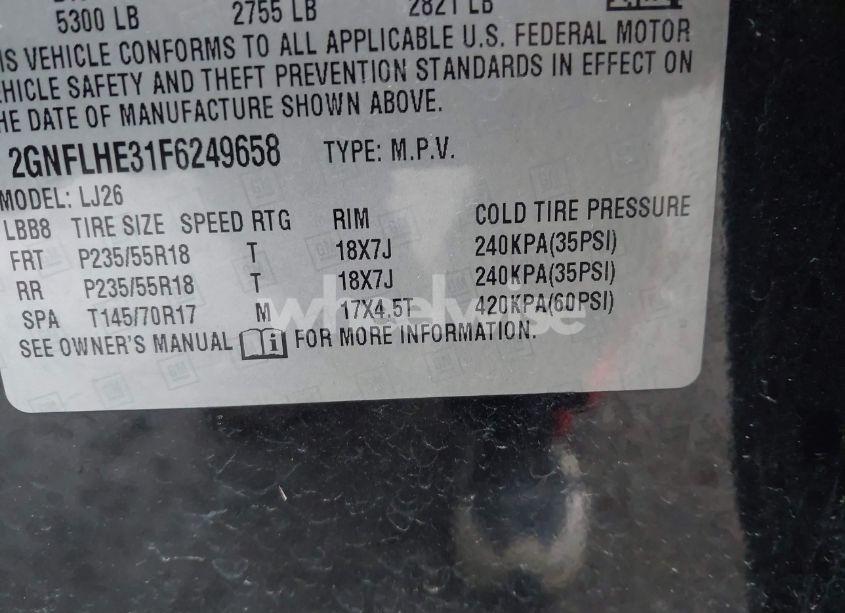 5300 LB 2755 LB 2821 LB
IS VEHICLE CONFORMS TO ALL APPLICABLE U.S. FEDERAL MOTOR
EHICLE SAFETY AND THEFT PREVENTION STANDARDS IN EFFECT ON
HE DATE OF MANUFACTURE SHOWN ABOVE.
2GNFLHE31F6249658 TYPE: M.P.V.
MODEL: LJ26
LBB8 TIRE SIZE SPEED RTG RIM COLD TIRE PRESSURE
FRT P235/55R18 T 18X7J 240KPA(35PSI)
RR P235/55R18 T 18X7J 240KPA(35PSI)
SPA T145/70R17 M 17X4.5T 420KPA(60PSI)
wheelwise
SEE OWNER'S MANUAL i FOR MORE INFORMATION.